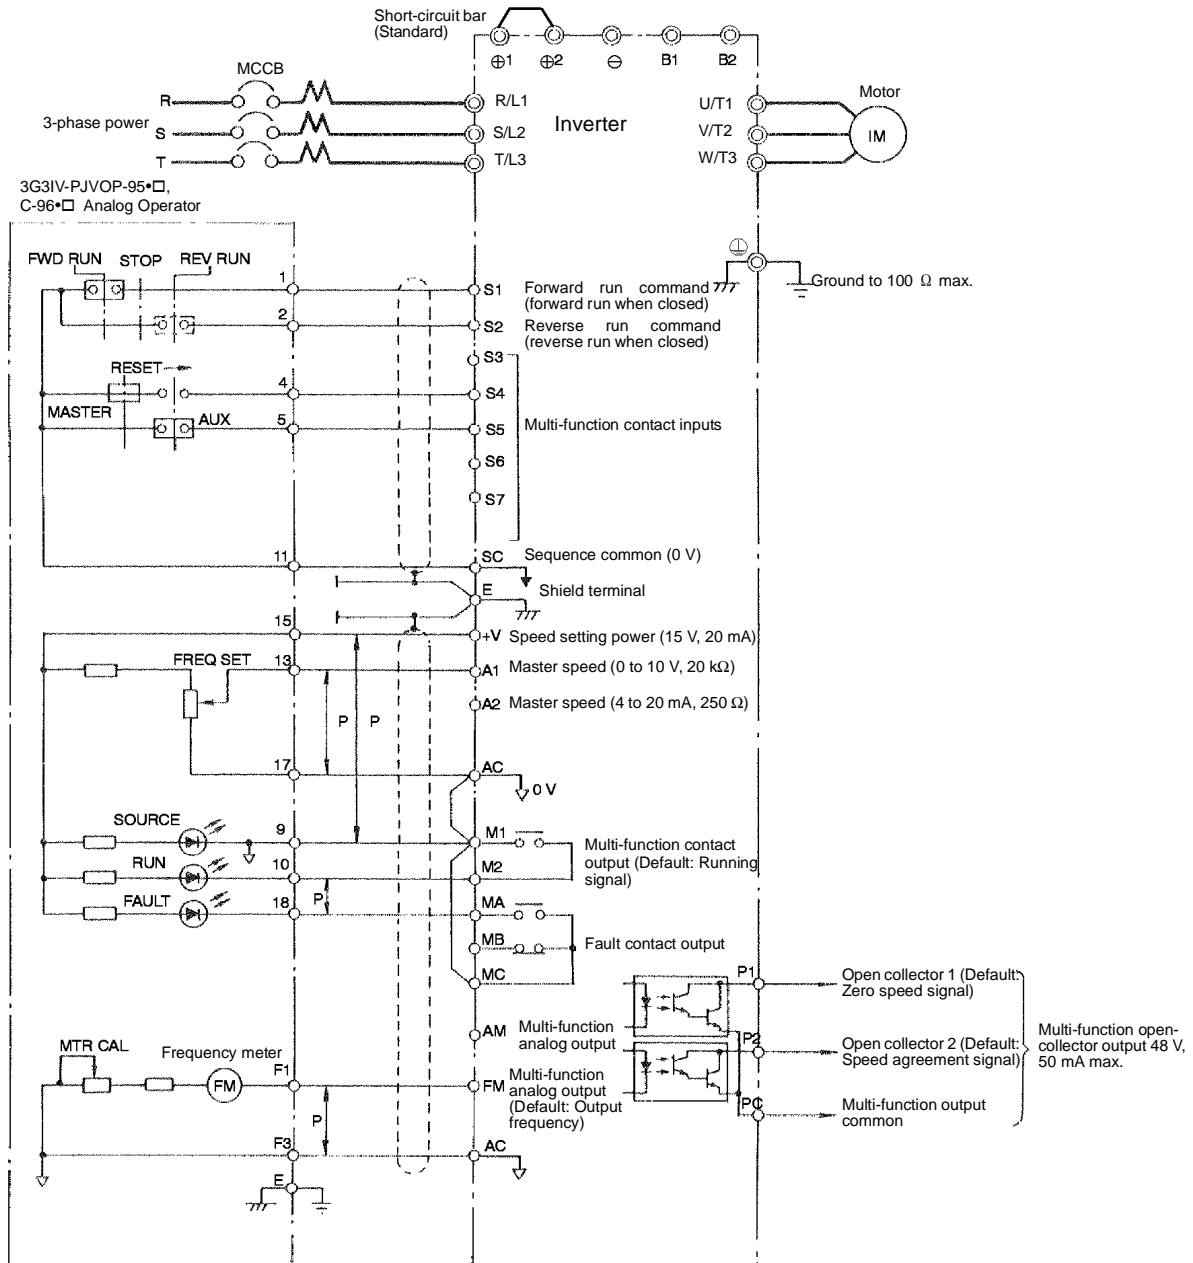 Short-circuit bar
(Standard)
⊕1
⊕2
⊖
B1
B2
MCCB
R
R/L1
U/T1
Motor
3-phase power
S
S/L2
Inverter
V/T2
IM
T
T/L3
W/T3
3G3IV-PJVOP-95•□,
C-96•□ Analog Operator
FWD RUN
STOP
REV RUN
1
S1
Forward run command
(forward run when closed)
Ground to 100 Ω max.
2
S2
Reverse run command
(reverse run when closed)
S3
RESET
4
S4
MASTER
AUX
5
S5
Multi-function contact inputs
S6
S7
11
SC
Sequence common (0 V)
E
Shield terminal
15
+V
Speed setting power (15 V, 20 mA)
FREQ SET
13
A1
Master speed (0 to 10 V, 20 kΩ)
A2
Master speed (4 to 20 mA, 250 Ω)
P
P
17
AC
0 V
SOURCE
9
M1
Multi-function contact
output (Default: Running
signal)
RUN
10
M2
FAULT
18
P
MA
MB
Fault contact output
MC
P1
Open collector 1 (Default:
Zero speed signal)
AM
Multi-function
analog output
P2
Open collector 2 (Default:
Speed agreement signal)
Multi-function open-
collector output 48 V,
50 mA max.
MTR CAL
Frequency meter
FM
F1
FM
Multi-function
analog output
(Default: Output
frequency)
PC
Multi-function output
common
P
F3
AC
E